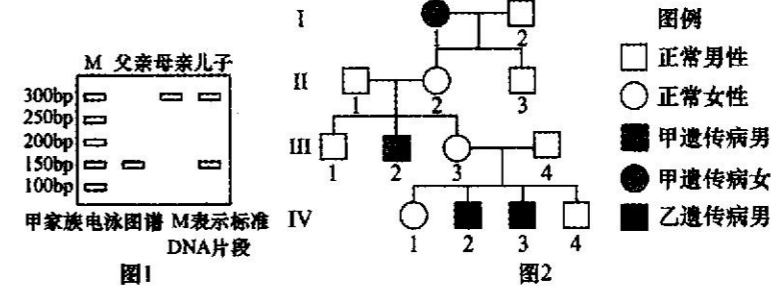 M 父亲母亲儿子
300bp
250bp
200bp
150bp
100bp
甲家族电泳图谱 M表示标准
DNA片段
图1
I
1 2
II
1 2 3
III
1 2 3 4
IV
1 2 3 4
图2
图例
正常男性
正常女性
甲遗传病男
甲遗传病女
乙遗传病男